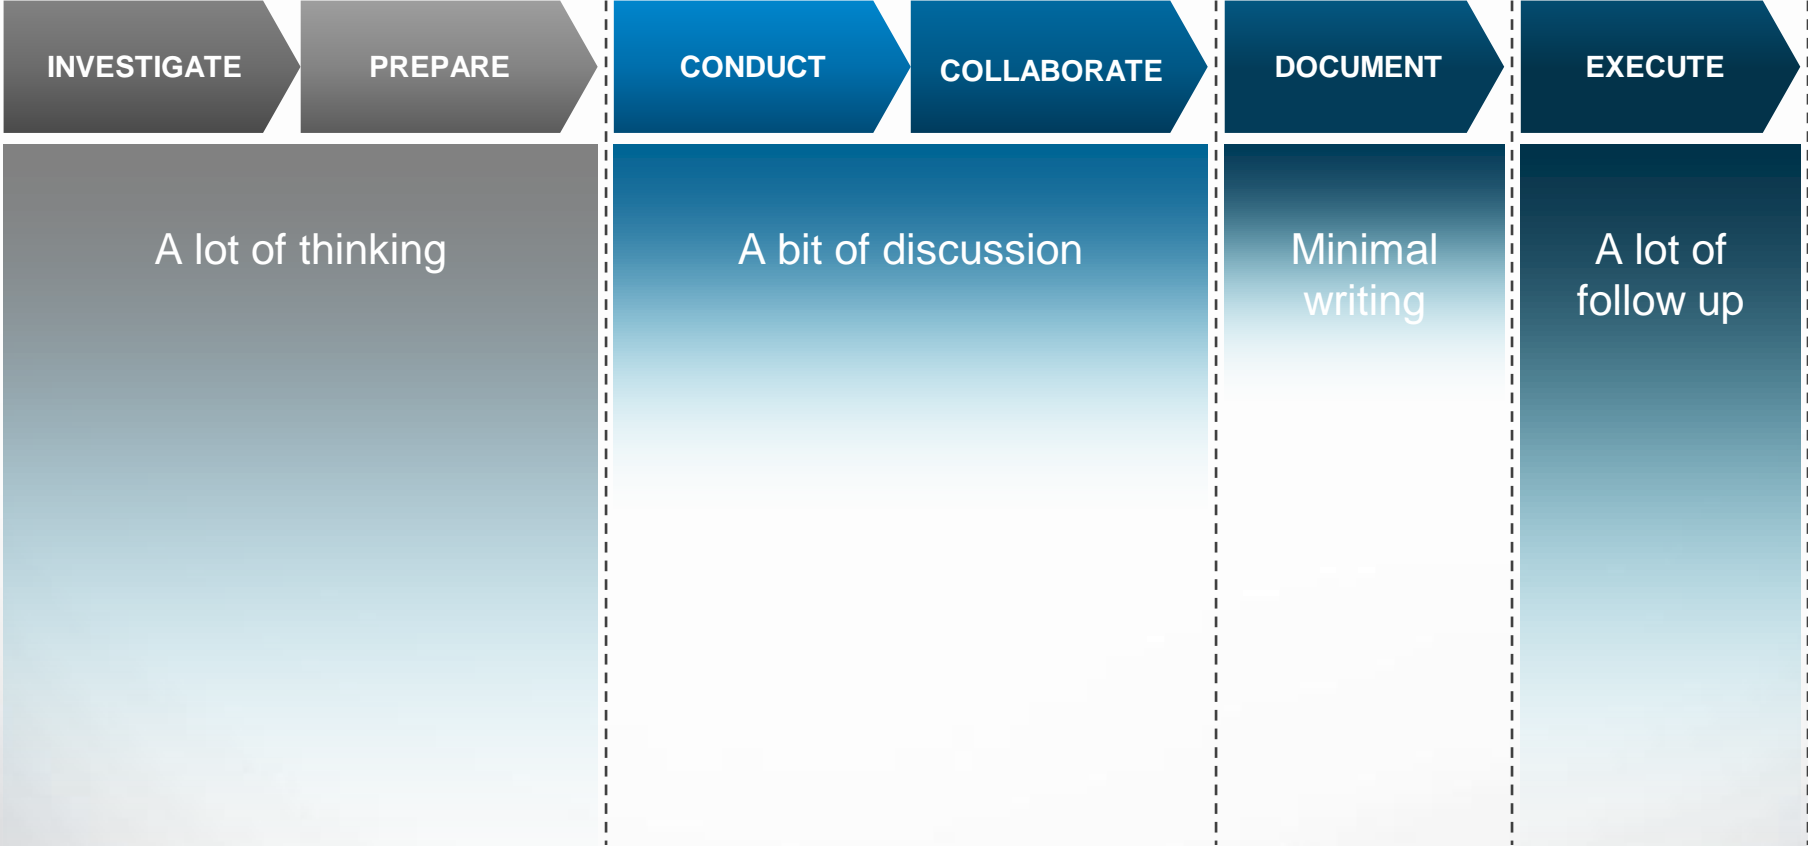 INVESTIGATE
PREPARE
CONDUCT
COLLABORATE
DOCUMENT
EXECUTE
A lot of thinking
A bit of discussion
Minimal
writing
A lot of
follow up